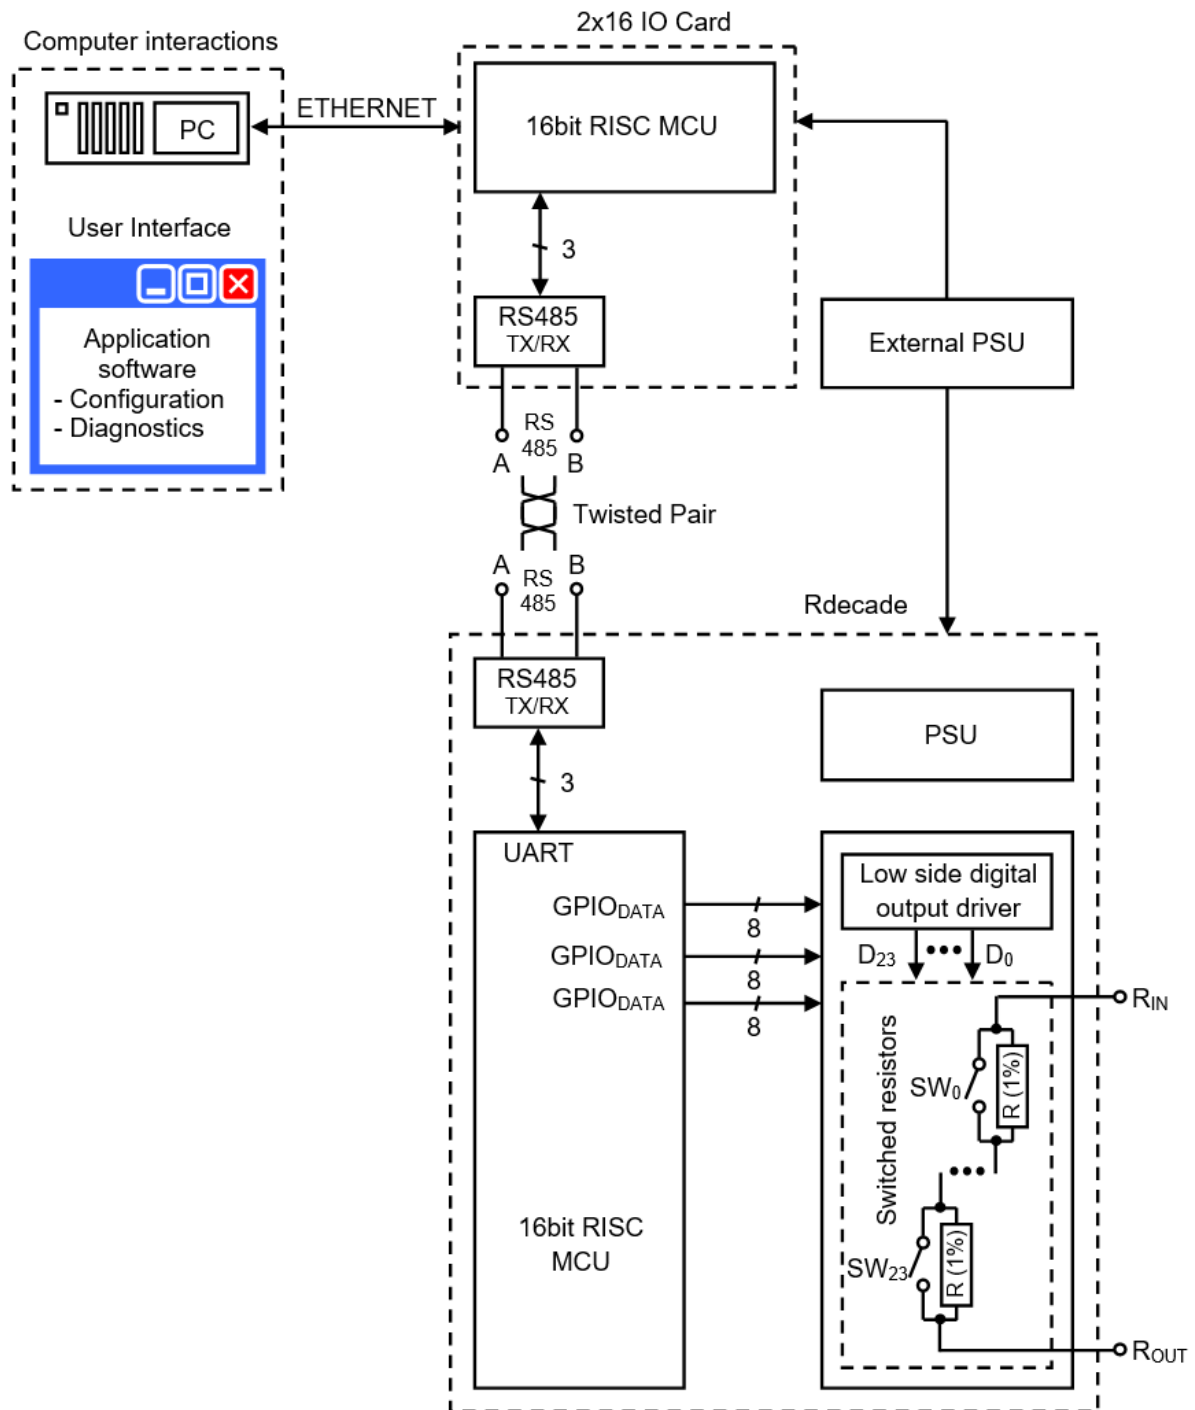 2x16 IO Card
Computer interactions
PC
ETHERNET
16bit RISC MCU
User Interface
3
Application
software
- Configuration
- Diagnostics
RS485
TX/RX
External PSU
RS
485
A
B
Twisted Pair
A
B
RS
485
Rdecade
RS485
TX/RX
PSU
3
UART
GPIODATA
8
GPIODATA
8
GPIODATA
8
16bit RISC
MCU
Low side digital
output driver
D23
D0
Switched resistors
RIN
SW0
R (1%)
SW23
R (1%)
ROUT